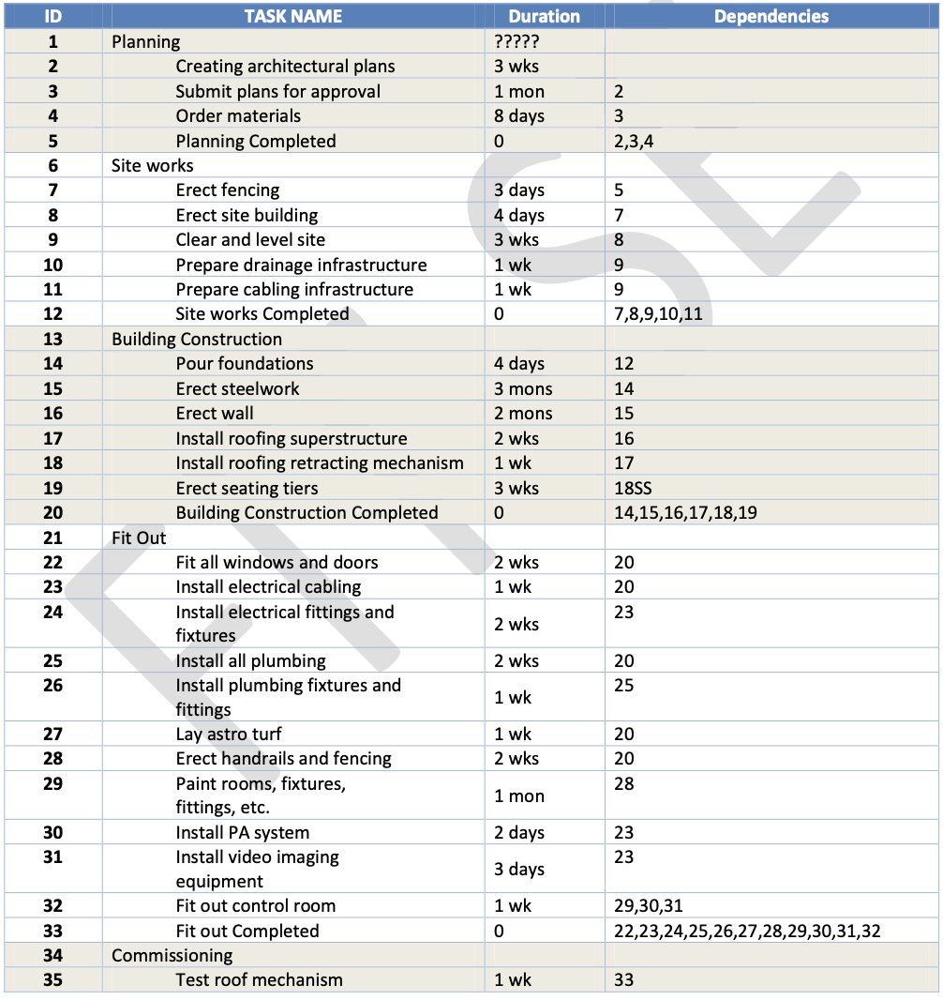 ID TASK NAME Duration Dependencies
1 Planning ?????
2 Creating architectural plans 3 wks
3 Submit plans for approval 1 mon 2
4 Order materials 8 days 3
5 Planning Completed 0 2,3,4
6 Site works
7 Erect fencing 3 days 5
8 Erect site building 4 days 7
9 Clear and level site 3 wks 8
10 Prepare drainage infrastructure 1 wk 9
11 Prepare cabling infrastructure 1 wk 9
12 Site works Completed 0 7,8,9,10,11
13 Building Construction
14 Pour foundations 4 days 12
15 Erect steelwork 3 mons 14
16 Erect wall 2 mons 15
17 Install roofing superstructure 2 wks 16
18 Install roofing retracting mechanism 1 wk 17
19 Erect seating tiers 3 wks 18SS
20 Building Construction Completed 0 14,15,16,17,18,19
21 Fit Out
22 Fit all windows and doors 2 wks 20
23 Install electrical cabling 1 wk 20
24 Install electrical fittings and 23
fixtures 2 wks
25 Install all plumbing 2 wks 20
26 Install plumbing fixtures and 25
fittings 1 wk
27 Lay astro turf 1 wk 20
28 Erect handrails and fencing 2 wks 20
29 Paint rooms, fixtures, 28
fittings, etc. 1 mon
30 Install PA system 2 days 23
31 Install video imaging 23
equipment 3 days
32 Fit out control room 1 wk 29,30,31
33 Fit out Completed 0 22,23,24,25,26,27,28,29,30,31,32
34 Commissioning
35 Test roof mechanism 1 wk 33